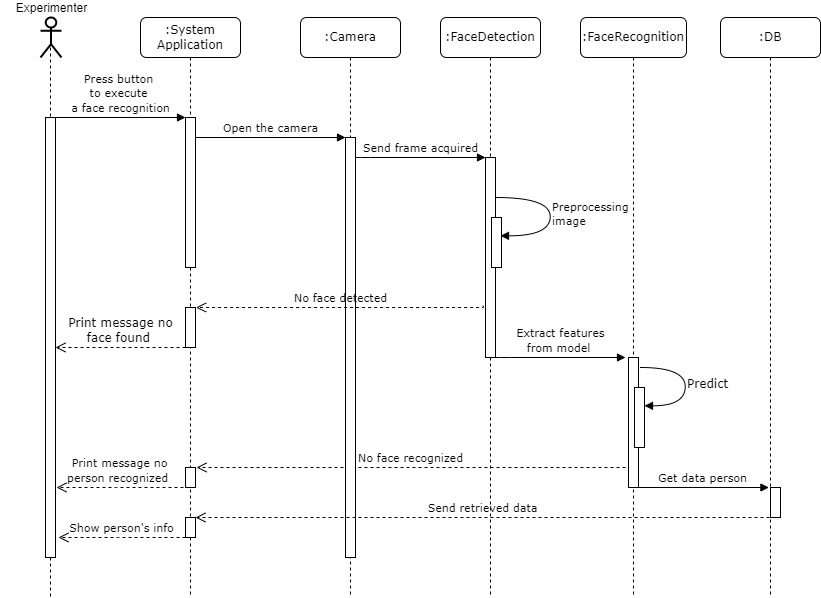 Experimenter
:System
Application
:Camera
:FaceDetection
:FaceRecognition
:DB
Press button
to execute
a face recognition
Open the camera
Send frame acquired
Preprocessing
image
No face detected
Print message no
face found
Extract features
from model
Predict
No face recognized
Print message no
person recognized
Get data person
Send retrieved data
Show person's info